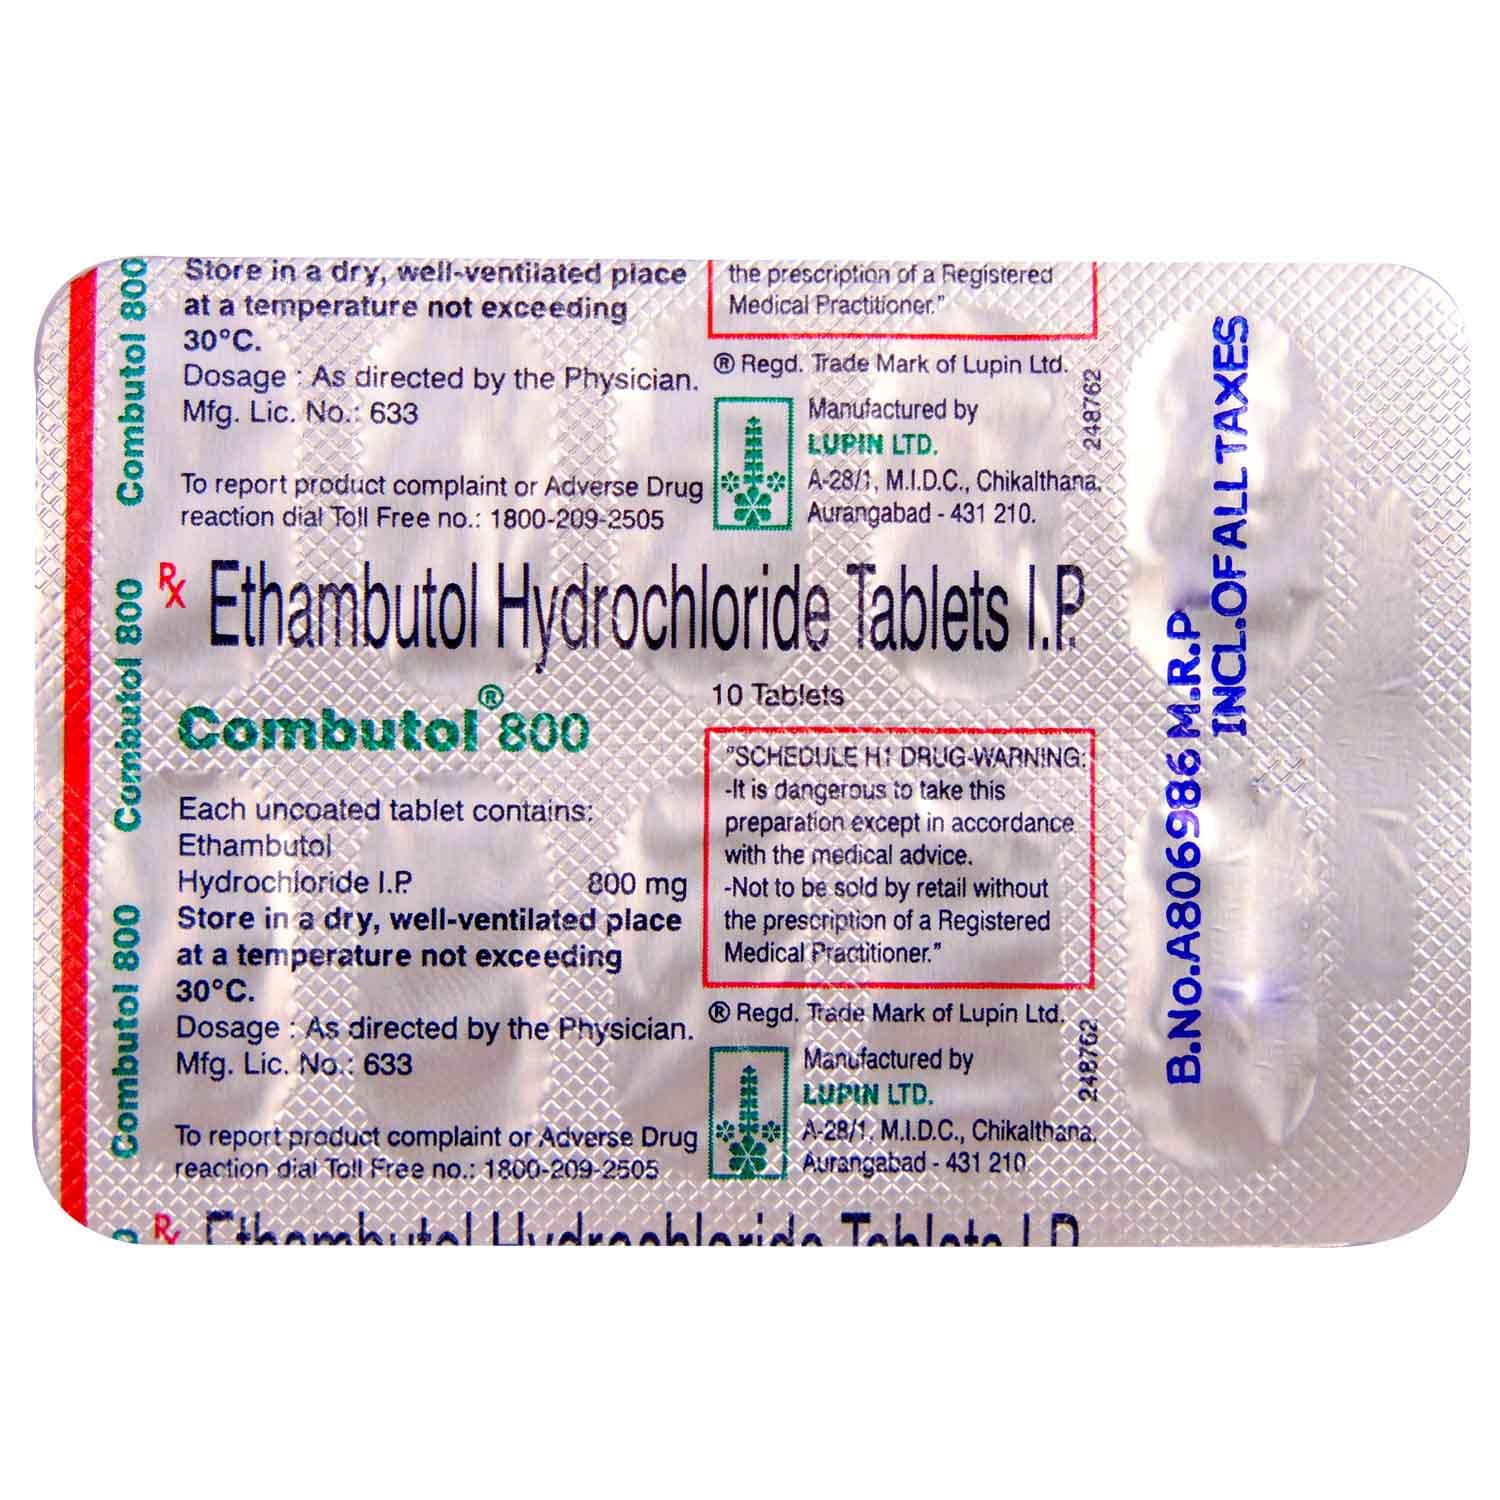 Store in a dry, well-ventilated place
at a temperature not exceeding
30°C.
Dosage : As directed by the Physician.
Mfg. Lic. No.: 633
To report product complaint or Adverse Drug
reaction dial Toll Free no.: 1800-209-2505
the prescription of a Registered
Medical Practitioner."
® Regd. Trade Mark of Lupin Ltd.
Manufactured by
LUPIN LTD.
A-28/1, M.I.D.C., Chikalthana,
Aurangabad - 431 210.
248762
Rx Ethambutol Hydrochloride Tablets I.P.
10 Tablets
Combutol® 800
Each uncoated tablet contains:
Ethambutol
Hydrochloride I.P. 800 mg
Store in a dry, well-ventilated place
at a temperature not exceeding
30°C.
Dosage : As directed by the Physician.
Mfg. Lic. No.: 633
To report product complaint or Adverse Drug
reaction dial Toll Free no.: 1800-209-2505
"SCHEDULE H1 DRUG-WARNING:
-It is dangerous to take this
preparation except in accordance
with the medical advice.
-Not to be sold by retail without
the prescription of a Registered
Medical Practitioner."
® Regd. Trade Mark of Lupin Ltd.
Manufactured by
LUPIN LTD.
A-28/1, M.I.D.C., Chikalthana,
Aurangabad - 431 210.
248762
Rx Ethambutol Hydrochloride Tablets I.P.
Combutol 800
Combutol 800
Combutol 800
B.No.A806986 M.R.P
INCL.OF ALL TAXES